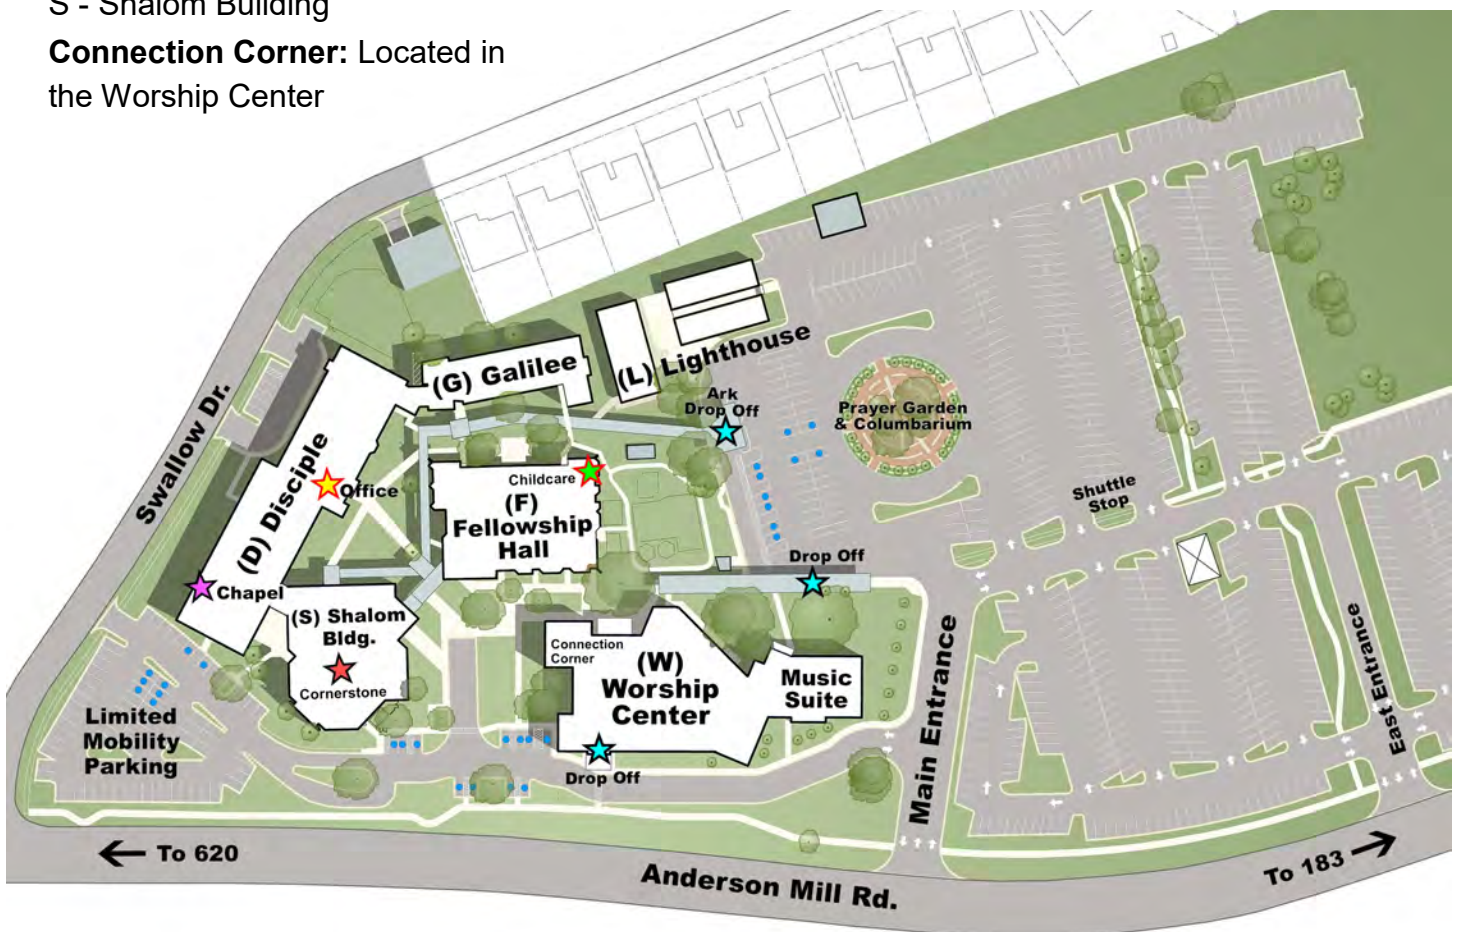 S - Shalom Building
Connection Corner: Located in
the Worship Center
(G) Galilee
(L) Lighthouse
Ark
Drop Off
Prayer Garden
& Columbarium
Swallow Dr.
(D) Disciple
Office
Childcare
(F)
Fellowship
Hall
Shuttle
Stop
Drop Off
Chapel
(S) Shalom
Bldg.
Cornerstone
Connection
Corner
(W)
Worship
Center
Music
Suite
Main Entrance
East Entrance
Limited
Mobility
Parking
Drop Off
To 620
Anderson Mill Rd.
To 183